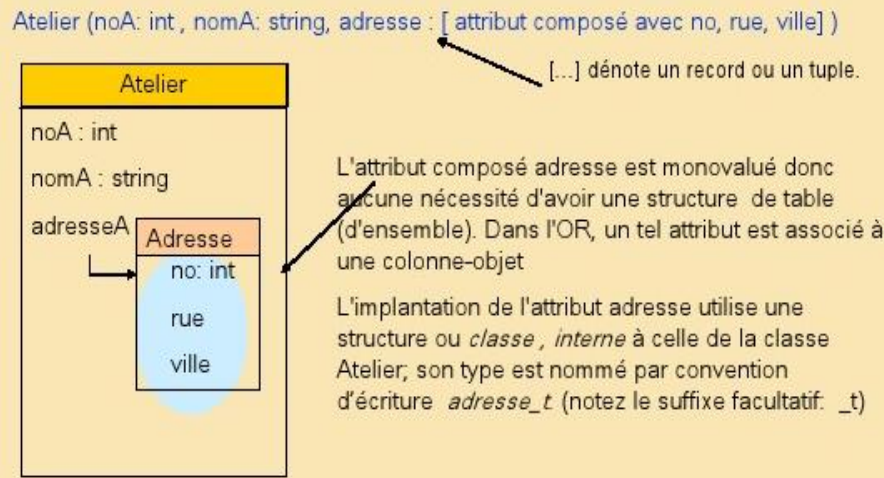 Atelier (noA: int , nomA: string, adresse : [ attribut composé avec no, rue, ville] )
[...] dénote un record ou un tuple.
Atelier
noA : int
nomA : string
adresseA
Adresse
no: int
rue
ville
L'attribut composé adresse est monovalué donc
aucune nécessité d'avoir une structure de table
(d'ensemble). Dans l'OR, un tel attribut est associé à
une colonne-objet
L'implantation de l'attribut adresse utilise une
structure ou classe , interne à celle de la classe
Atelier; son type est nommé par convention
d'écriture adresse_t. (notez le suffixe facultatif: _t)